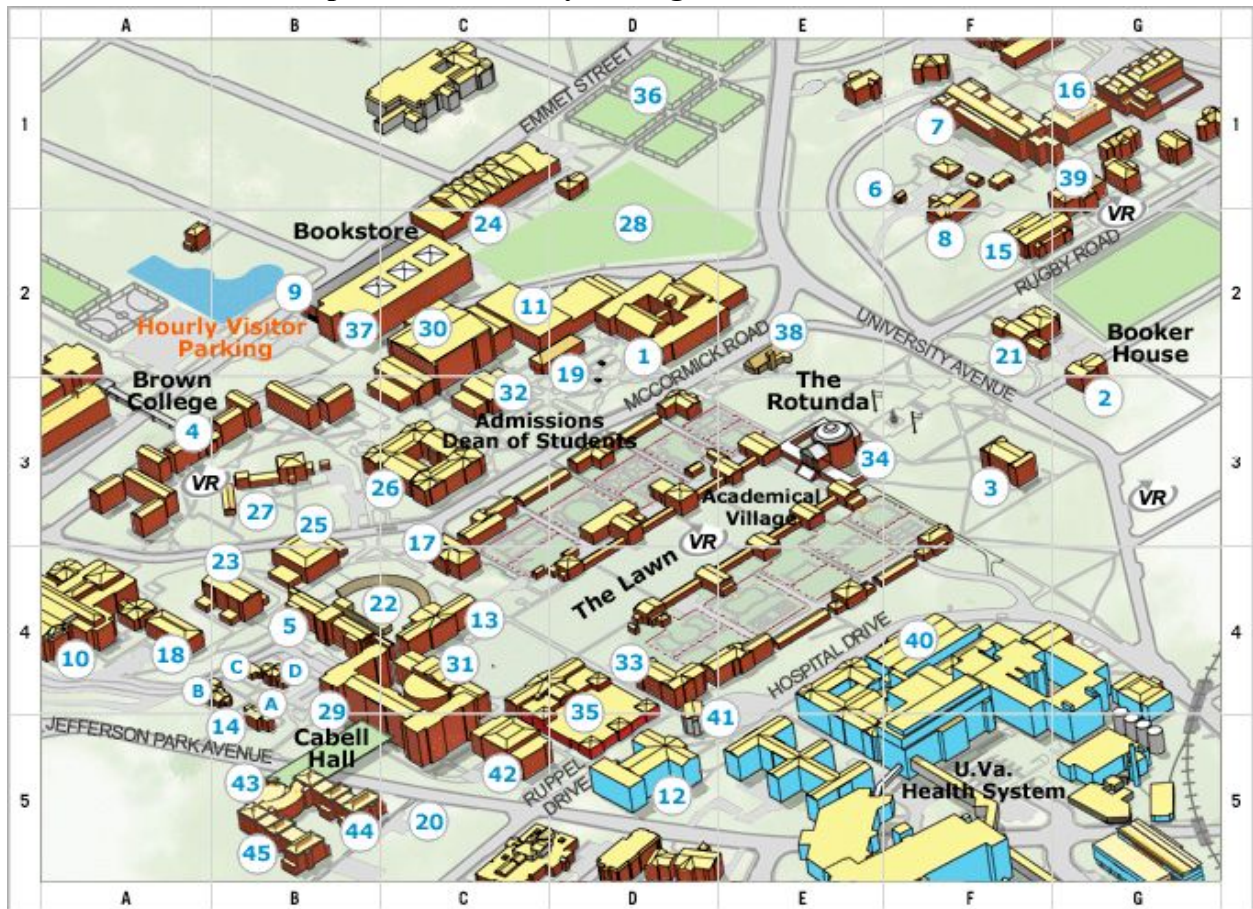 A B C D E F G
EMMET STREET
36
16
1
7
1
6
39
VR
Bookstore
24
28
8
15
RUGBY ROAD
9
11
2
2
Hourly Visitor
Parking
37
30
38
UNIVERSITY AVENUE
Booker
House
1
21
19
MCCORMICK ROAD
Brown
College
32
The
Rotunda
2
4
Admissions
Dean of Students
3
34
3
3
VR
26
Academical
Village
VR
27
25
17
VR
The Lawn
23
22
5
13
HOSPITAL DRIVE
40
4
4
10
18
31
33
C
D
B
A
29
35
41
14
JEFFERSON PARK AVENUE
Cabell
Hall
42
RUPPEL
DRIVE
U.Va.
Health System
43
12
5
5
20
44
45
A B C D E F G